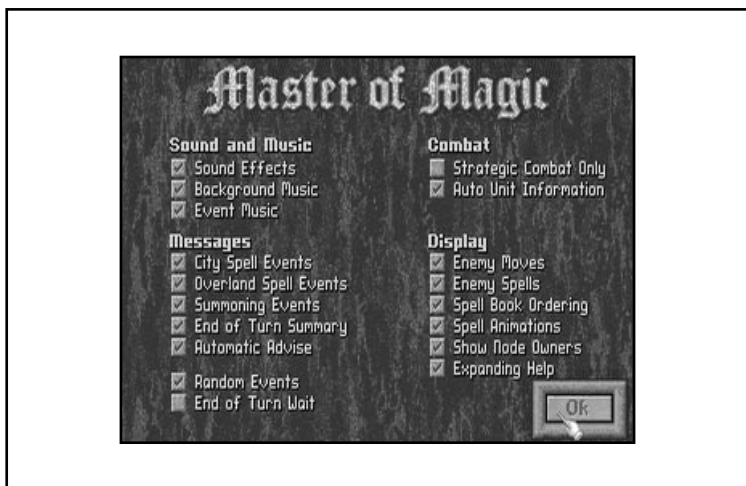 Master of Magic
Sound and Music
Sound Effects
Background Music
Event Music
Messages
City Spell Events
Overland Spell Events
Summoning Events
End of Turn Summary
Automatic Advise
Random Events
End of Turn Wait
Combat
Strategic Combat Only
Auto Unit Information
Display
Enemy Moves
Enemy Spells
Spell Book Ordering
Spell Animations
Show Node Owners
Expanding Help
Ok